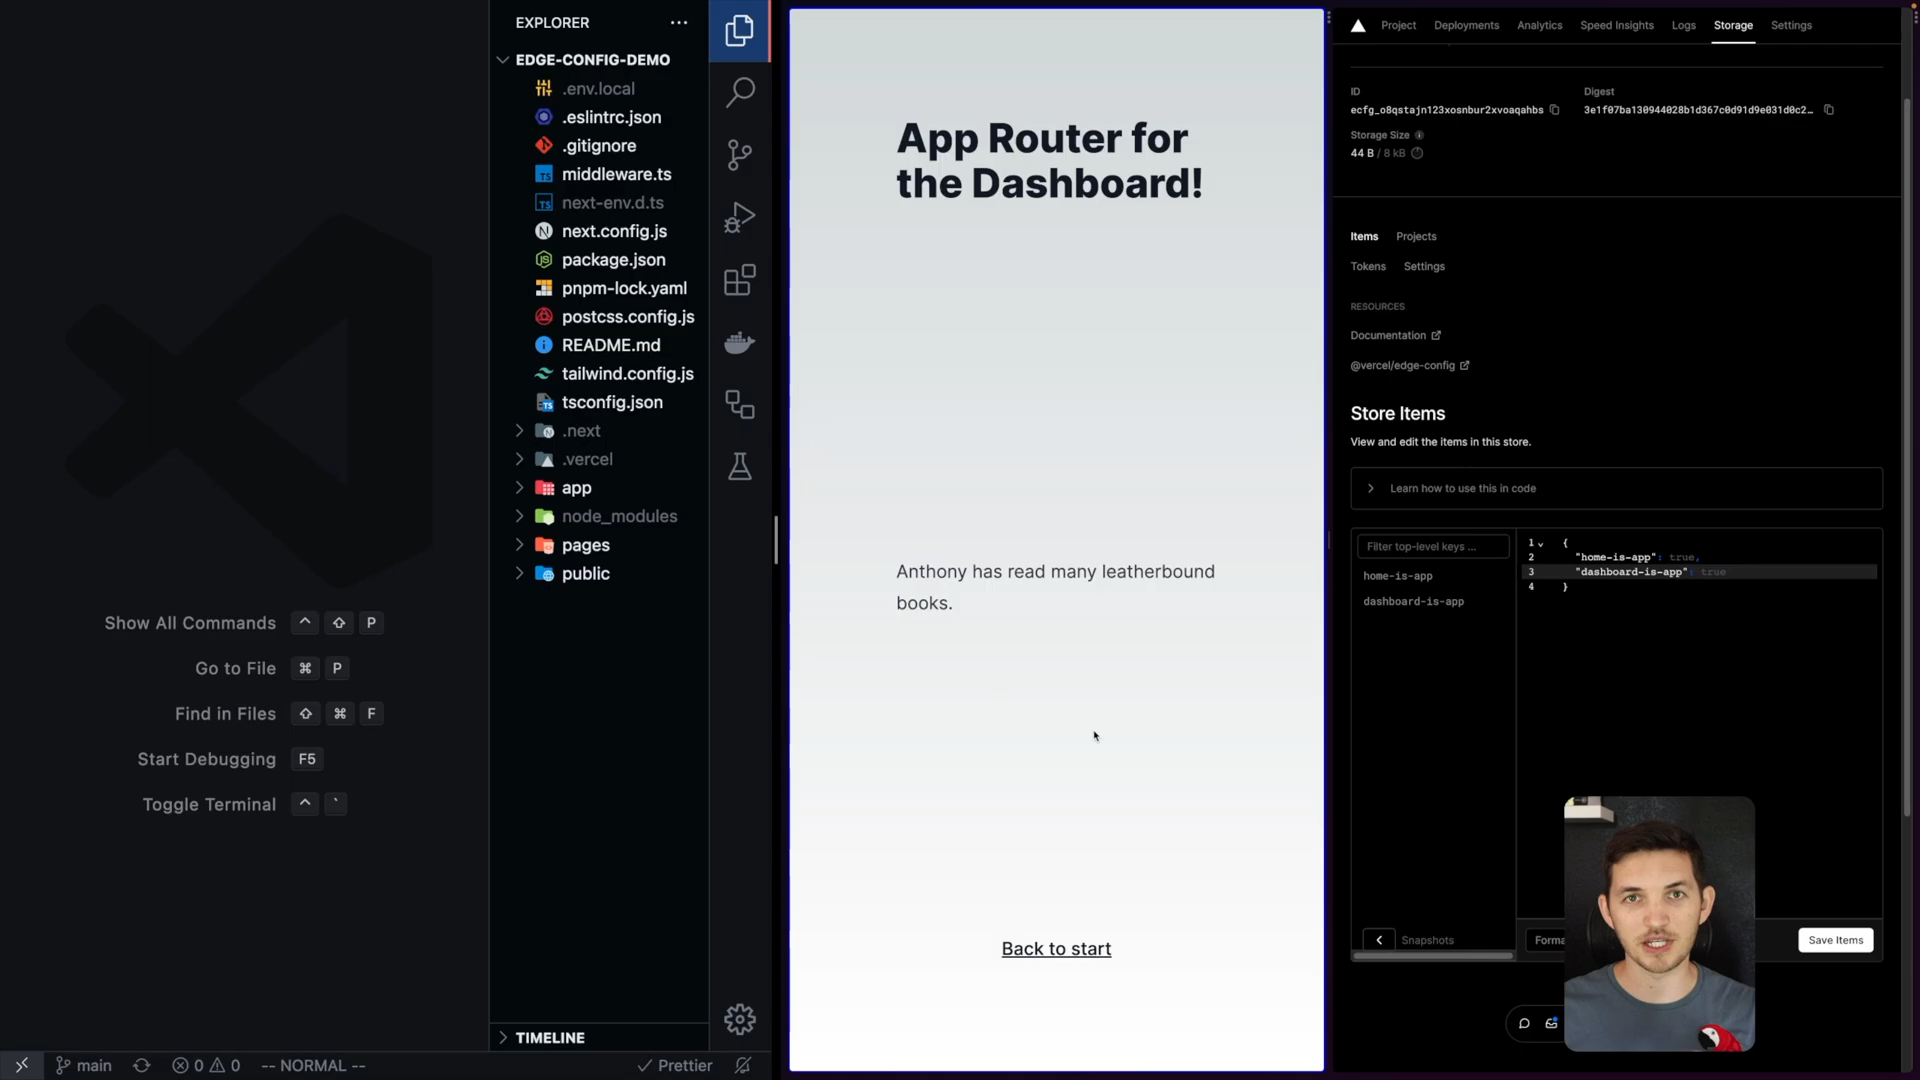 EXPLORER
EDGE-CONFIG-DEMO
.env.local
.eslintrc.json
.gitignore
middleware.ts
next-env.d.ts
next.config.js
package.json
pnpm-lock.yaml
postcss.config.js
README.md
tailwind.config.js
tsconfig.json
.next
.vercel
app
node_modules
pages
public
Show All Commands ^ ⇧ P
Go to File ⌘ P
Find in Files ⇧ ⌘ F
Start Debugging F5
Toggle Terminal ^ `
TIMELINE
main 0 0 -- NORMAL -- Prettier
App Router for
the Dashboard!
Anthony has read many leatherbound
books.
Back to start
Project Deployments Analytics Speed Insights Logs Storage Settings
ID
ecfg_o8qstajn123xosnbur2xvoaqahbs
Digest
3e1f07ba130944028b1d367c0d91d9e031d0c2…
Storage Size
44 B / 8 kB
Items Projects
Tokens Settings
RESOURCES
Documentation
@vercel/edge-config
Store Items
View and edit the items in this store.
Learn how to use this in code
Filter top-level keys ...
home-is-app
dashboard-is-app
1 {
2 "home-is-app": true,
3 "dashboard-is-app": true
4 }
Snapshots
Forma
Save Items